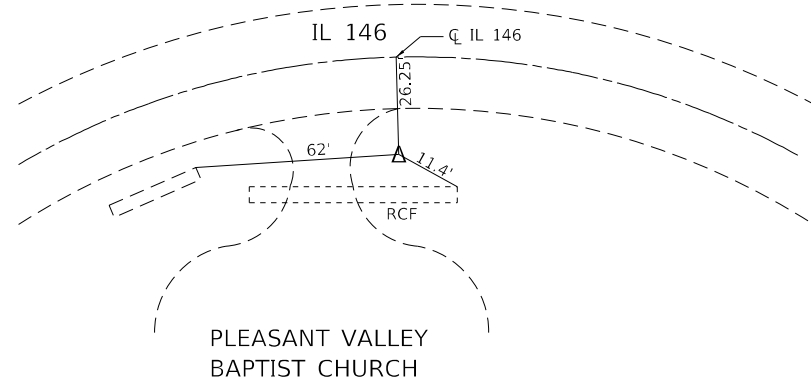 IL 146
℄ IL 146
26.25'
62'
11.4'
RCF
PLEASANT VALLEY
BAPTIST CHURCH